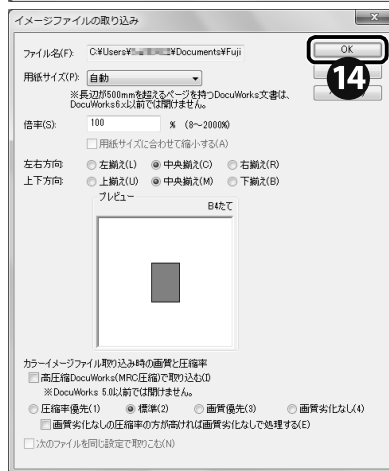 イメージファイルの取り込み
ファイル名(F): C:¥Users¥ ¥Documents¥Fuji
OK
14
用紙サイズ(P): 自動
※長辺が500mmを超えるページを持つDocuWorks文書は、
DocuWorks6.x以前では開けません。
倍率(S): 100 % (8～2000%)
用紙サイズに合わせて縮小する(A)
左右方向: 左揃え(L) 中央揃え(C) 右揃え(R)
上下方向: 上揃え(U) 中央揃え(M) 下揃え(B)
プレビュー
B4たて
カラーイメージファイル取り込み時の画質と圧縮率
高圧縮DocuWorks(MRC圧縮)で取り込む(I)
※DocuWorks 5.0以前では開けません。
圧縮率優先(1) 標準(2) 画質優先(3) 画質劣化なし(4)
画質劣化なしの圧縮率の方が高ければ画質劣化なしで処理する(E)
次のファイルを同じ設定で取りこむ(N)